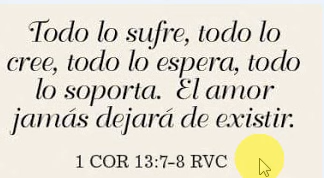 Todo lo sufre, todo lo
cree, todo lo espera, todo
lo soporta. El amor
jamás dejará de existir.
1 COR 13:7-8 RVC